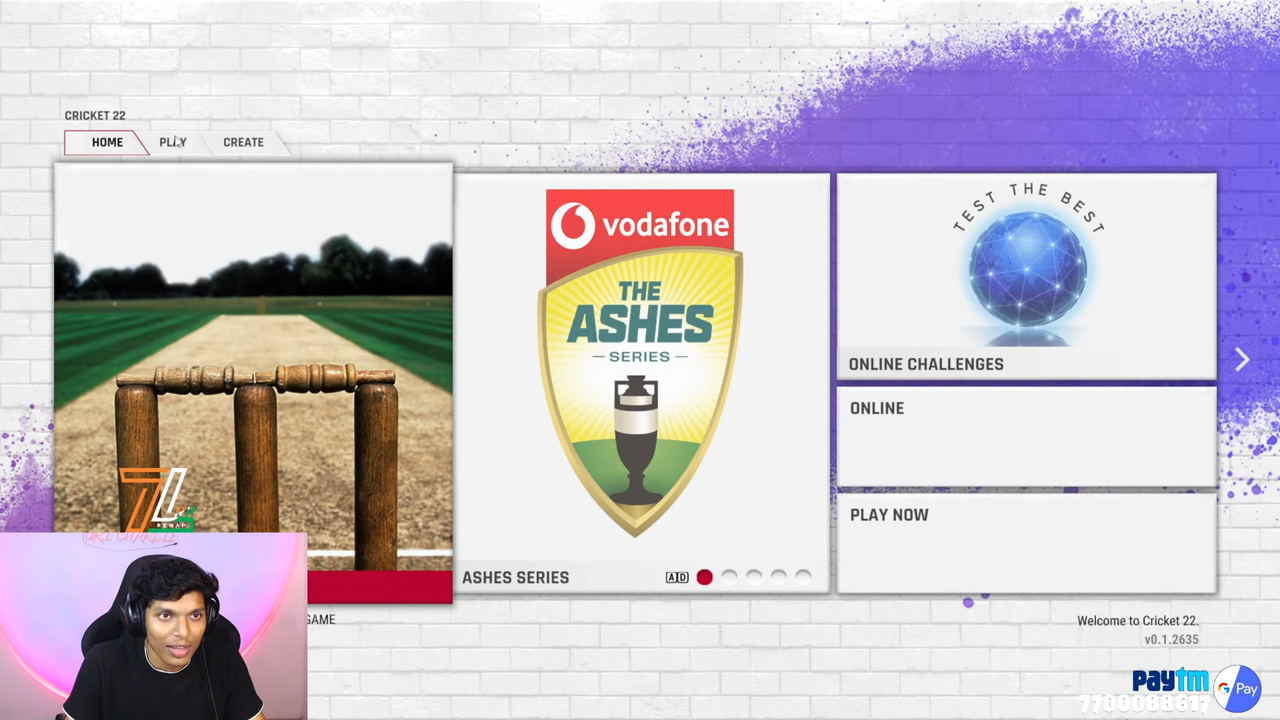 CRICKET 22
HOME
PLAY
CREATE
vodafone
THE
ASHES
SERIES
ASHES SERIES
A|D
TEST THE BEST
ONLINE CHALLENGES
ONLINE
PLAY NOW
GAME
Welcome to Cricket 22.
v0.1.2635
paytm
G Pay